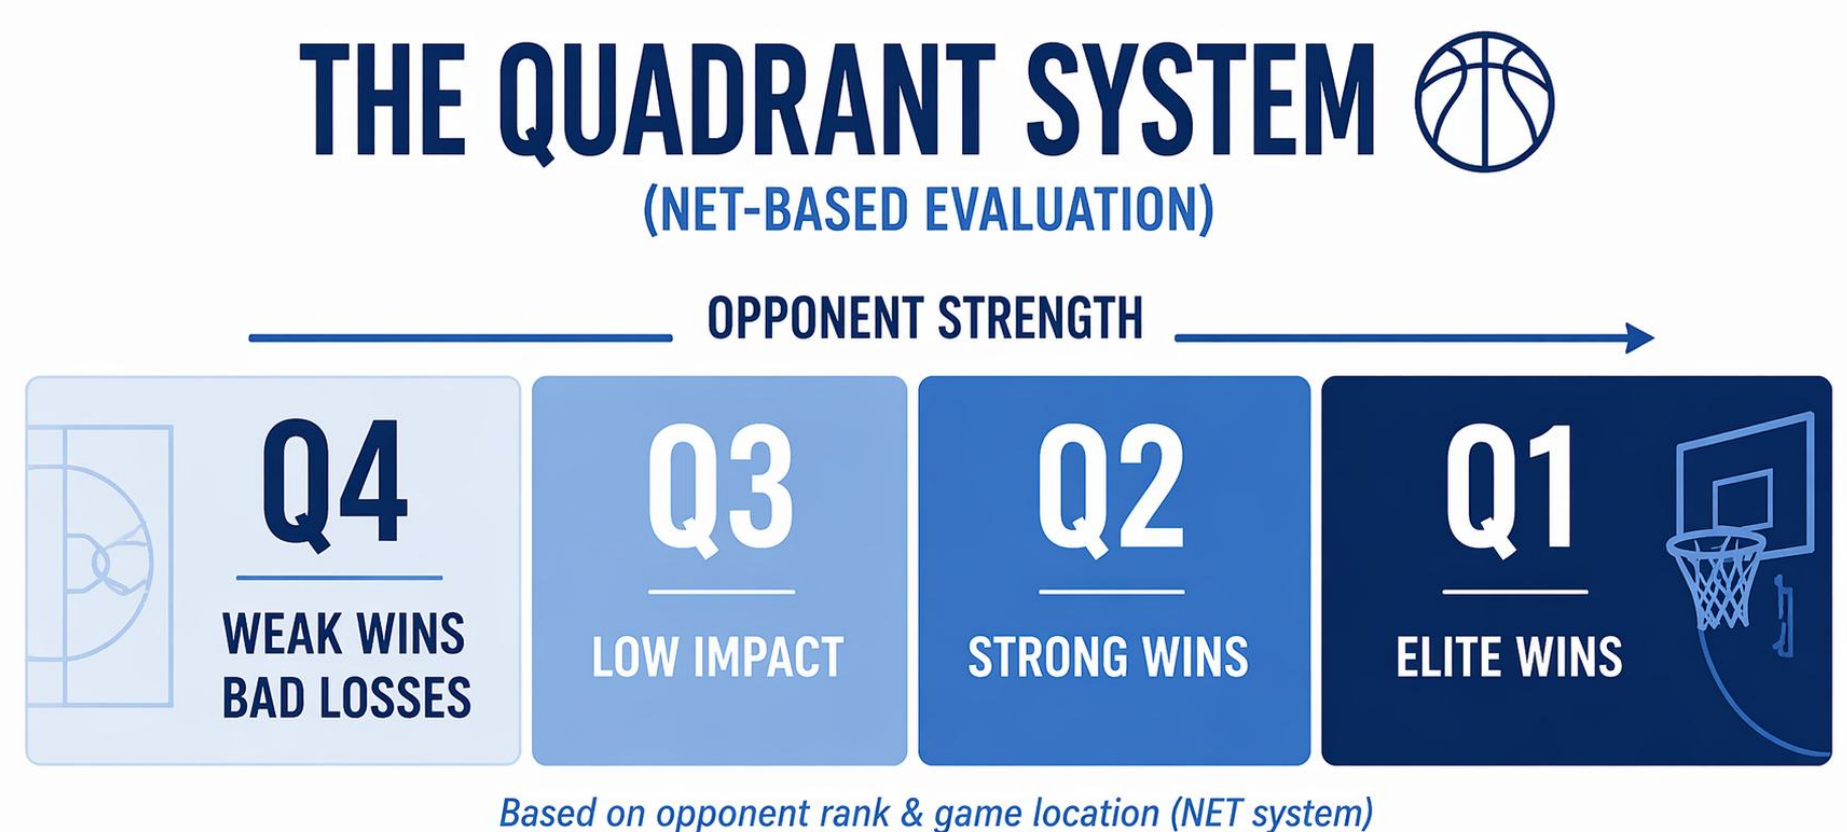 THE QUADRANT SYSTEM
(NET-BASED EVALUATION)
OPPONENT STRENGTH
Q4
WEAK WINS
BAD LOSSES
Q3
LOW IMPACT
Q2
STRONG WINS
Q1
ELITE WINS
Based on opponent rank & game location (NET system)